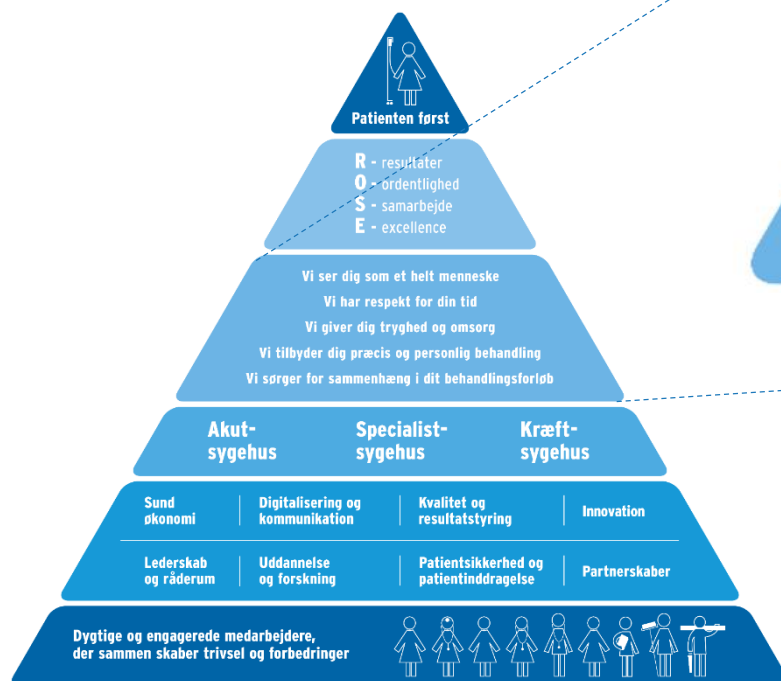 Patienten først
R - resultater
O - ordentlighed
S - samarbejde
E - excellence
Vi ser dig som et helt menneske
Vi har respekt for din tid
Vi giver dig tryghed og omsorg
Vi tilbyder dig præcis og personlig behandling
Vi sørger for sammenhæng i dit behandlingsforløb
Akut-
sygehus
Specialist-
sygehus
Kræft-
sygehus
Sund
økonomi
Digitalisering og
kommunikation
Kvalitet og
resultatstyring
Innovation
Lederskab
og råderum
Uddannelse
og forskning
Patientsikkerhed og
patientinddragelse
Partnerskaber
Dygtige og engagerede medarbejdere,
der sammen skaber trivsel og forbedringer